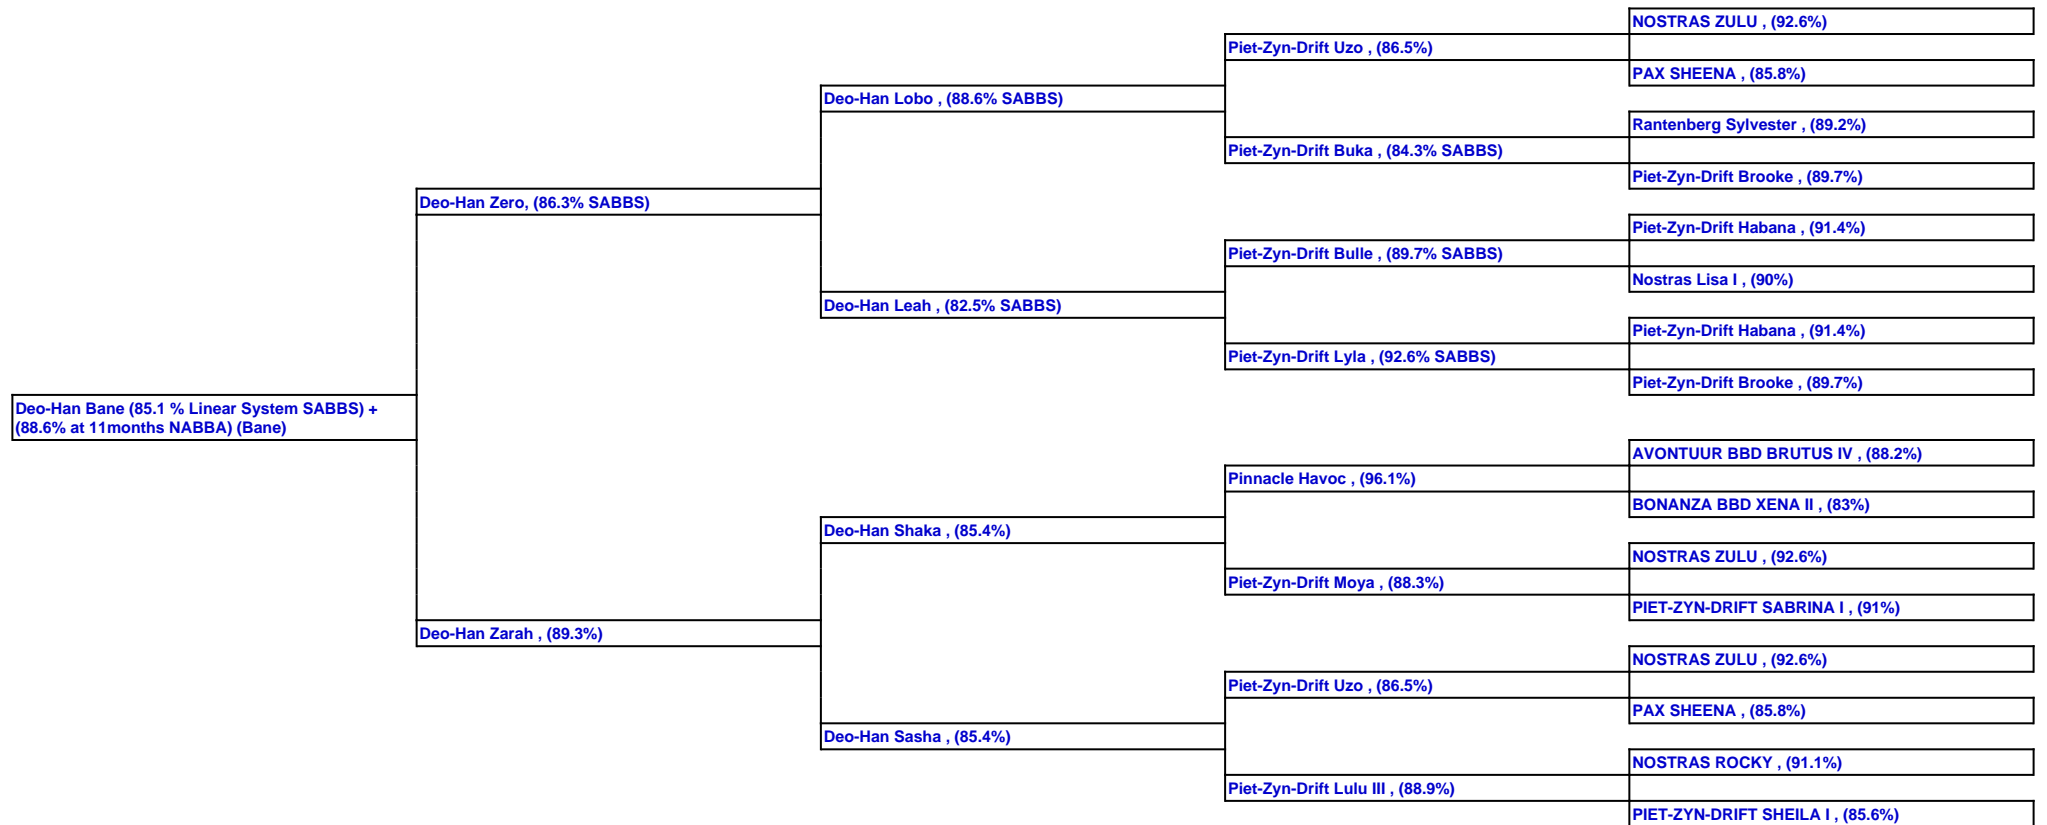 NOSTRAS ZULU , (92.6%)
Piet-Zyn-Drift Uzo , (86.5%)
PAX SHEENA , (85.8%)
Deo-Han Lobo , (88.6% SABBS)
Rantenberg Sylvester , (89.2%)
Piet-Zyn-Drift Buka , (84.3% SABBS)
Piet-Zyn-Drift Brooke , (89.7%)
Deo-Han Zero, (86.3% SABBS)
Piet-Zyn-Drift Habana , (91.4%)
Piet-Zyn-Drift Bulle , (89.7% SABBS)
Nostras Lisa I , (90%)
Deo-Han Leah , (82.5% SABBS)
Piet-Zyn-Drift Habana , (91.4%)
Piet-Zyn-Drift Lyla , (92.6% SABBS)
Piet-Zyn-Drift Brooke , (89.7%)
Deo-Han Bane (85.1 % Linear System SABBS) +
(88.6% at 11months NABBA) (Bane)
AVONTUUR BBD BRUTUS IV , (88.2%)
Pinnacle Havoc , (96.1%)
BONANZA BBD XENA II , (83%)
Deo-Han Shaka , (85.4%)
NOSTRAS ZULU , (92.6%)
Piet-Zyn-Drift Moya , (88.3%)
PIET-ZYN-DRIFT SABRINA I , (91%)
Deo-Han Zarah , (89.3%)
NOSTRAS ZULU , (92.6%)
Piet-Zyn-Drift Uzo , (86.5%)
PAX SHEENA , (85.8%)
Deo-Han Sasha , (85.4%)
NOSTRAS ROCKY , (91.1%)
Piet-Zyn-Drift Lulu III , (88.9%)
PIET-ZYN-DRIFT SHEILA I , (85.6%)